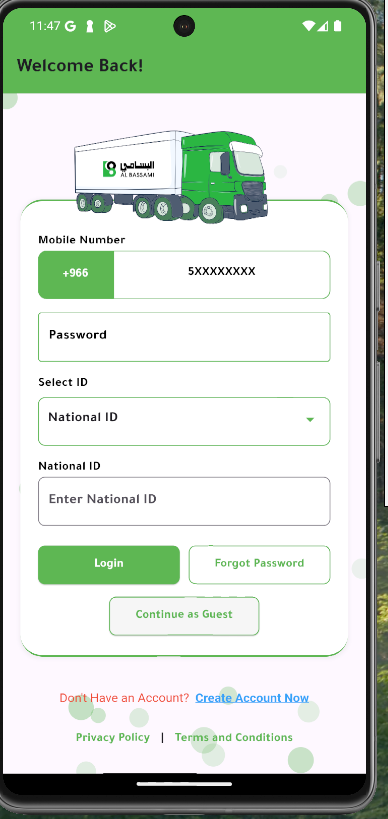 11:47
Welcome Back!
البسامي
AL BASSAMI
Mobile Number
+966 5XXXXXXXX
Password
Select ID
National ID
National ID
Enter National ID
Login Forgot Password
Continue as Guest
Don't Have an Account? Create Account Now
Privacy Policy | Terms and Conditions